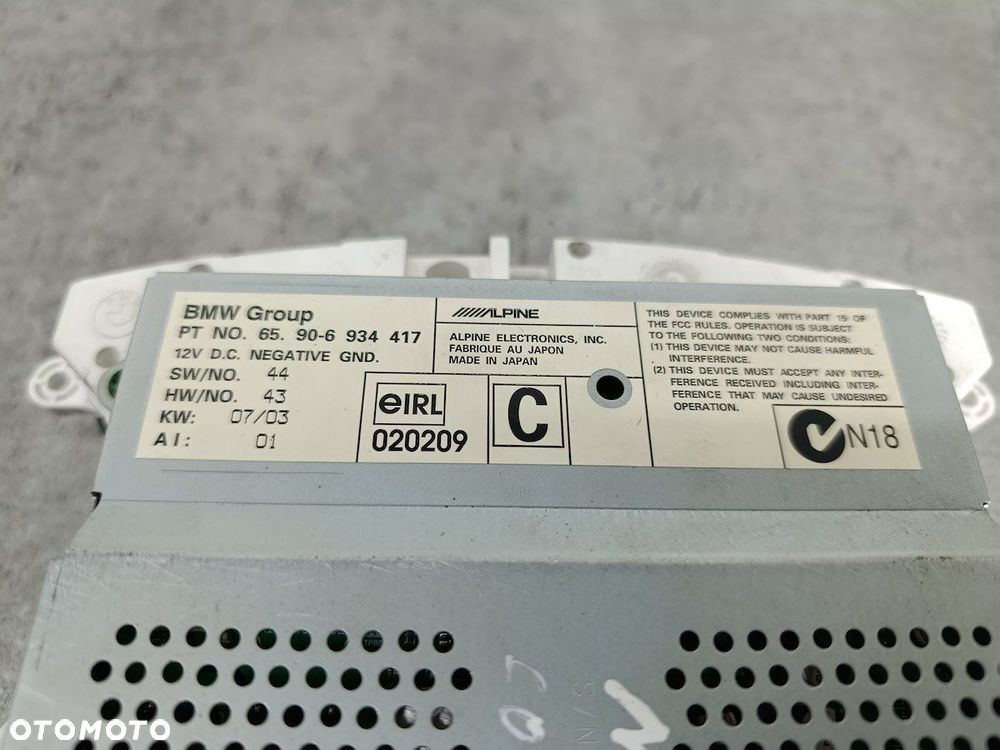 BMW Group
PT NO. 65. 90-6 934 417
12V D.C. NEGATIVE GND.
SW/NO. 44
HW/NO. 43
KW: 07/03
AI: 01
ALPINE
ALPINE ELECTRONICS, INC.
FABRIQUE AU JAPON
MADE IN JAPAN
eIRL
020209
C
THIS DEVICE COMPLIES WITH PART 15 OF
THE FCC RULES. OPERATION IS SUBJECT
TO THE FOLLOWING TWO CONDITIONS:
(1) THIS DEVICE MAY NOT CAUSE HARMFUL
INTERFERENCE.
(2) THIS DEVICE MUST ACCEPT ANY INTER-
FERENCE RECEIVED INCLUDING INTER-
FERENCE THAT MAY CAUSE UNDESIRED
OPERATION.
N18
OTOMOTO